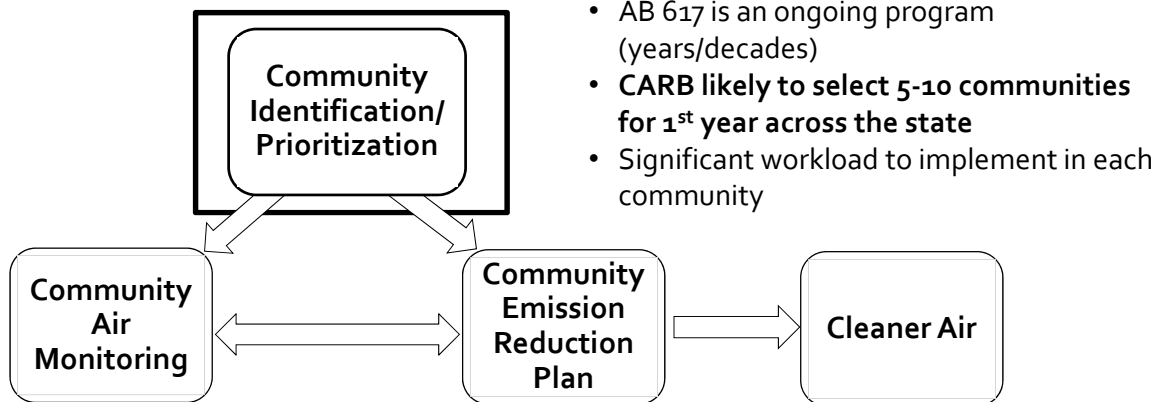 • AB 617 is an ongoing program
(years/decades)
• CARB likely to select 5-10 communities
for 1st year across the state
• Significant workload to implement in each
community
Community
Identification/
Prioritization
Community
Air
Monitoring
Community
Emission
Reduction
Plan
Cleaner Air